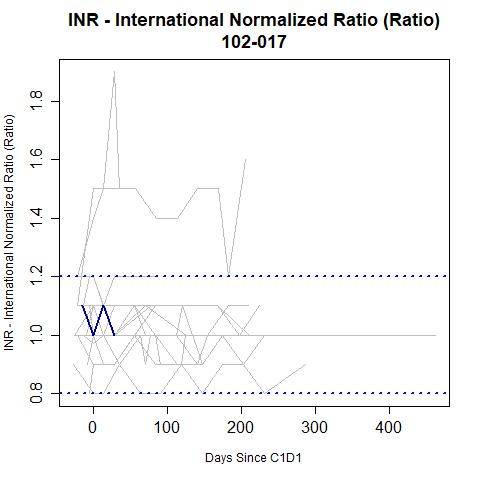 INR - International Normalized Ratio (Ratio)
102-017
INR - International Normalized Ratio (Ratio)
1.8
1.6
1.4
1.2
1.0
0.8
0 100 200 300 400
Days Since C1D1